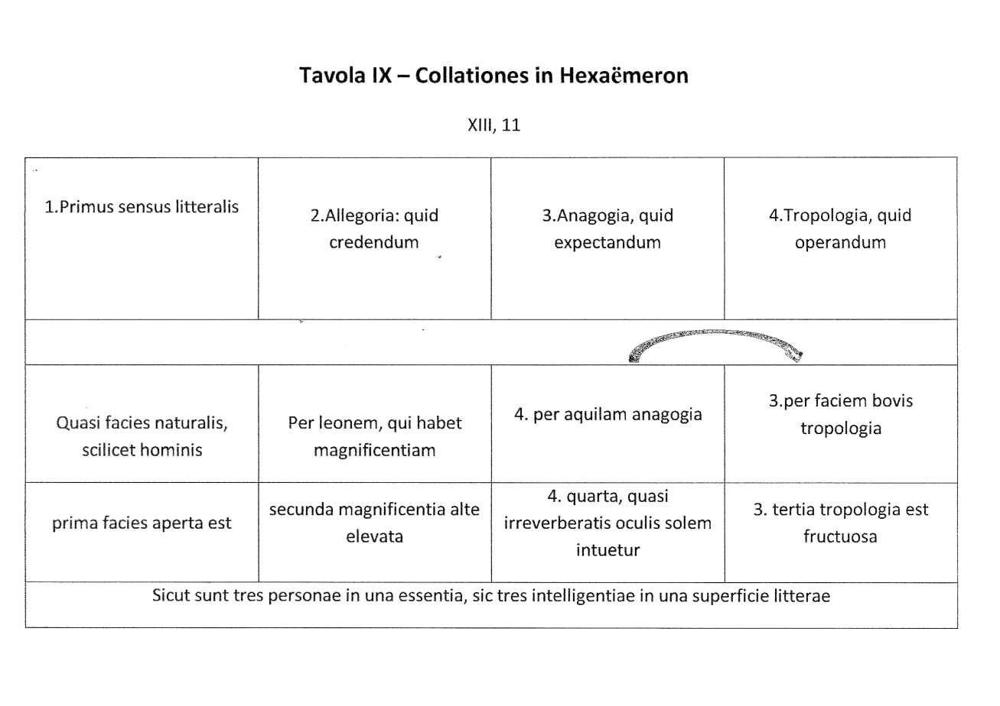 Tavola IX – Collationes in Hexaëmeron
XIII, 11
1.Primus sensus litteralis
2.Allegoria: quid
credendum
3.Anagogia, quid
expectandum
4.Tropologia, quid
operandum
Quasi facies naturalis,
scilicet hominis
Per leonem, qui habet
magnificentiam
4. per aquilam anagogia
3.per faciem bovis
tropologia
prima facies aperta est
secunda magnificentia alte
elevata
4. quarta, quasi
irreverberatis oculis solem
intuetur
3. tertia tropologia est
fructuosa
Sicut sunt tres personae in una essentia, sic tres intelligentiae in una superficie litterae